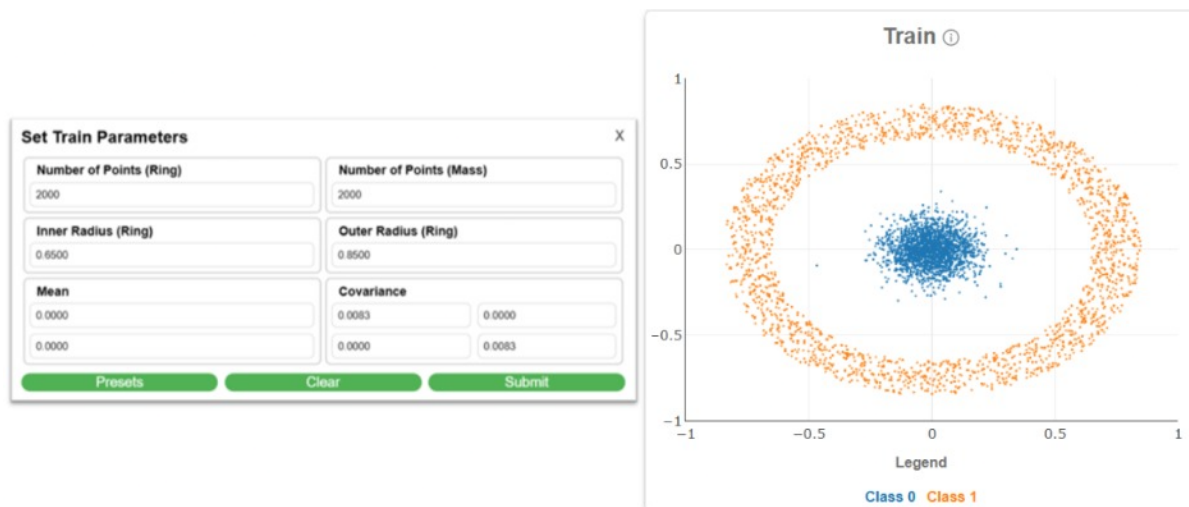 Set Train Parameters X
Number of Points (Ring) Number of Points (Mass)
2000 2000
Inner Radius (Ring) Outer Radius (Ring)
0.6500 0.8500
Mean Covariance
0.0000 0.0083 0.0000
0.0000 0.0000 0.0083
Presets Clear Submit
Train
1
0.5
0
−0.5
−1
−1 −0.5 0 0.5 1
Legend
Class 0 Class 1